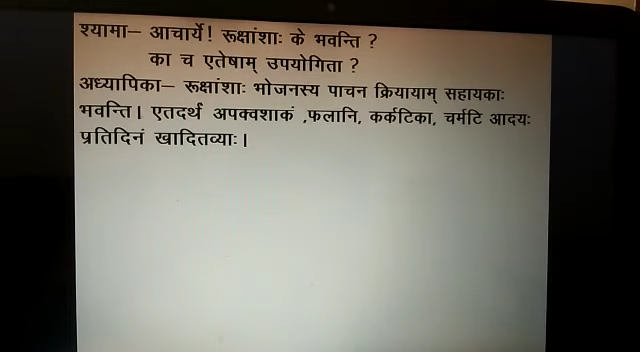 श्यामा– आचार्ये! रूक्षांशाः के भवन्ति ?
का च एतेषाम् उपयोगिता ?
अध्यापिका– रूक्षांशाः भोजनस्य पाचन क्रियायाम् सहायकाः
भवन्ति। एतदर्थं अपक्वशाकं ,फलानि, कर्कटिका, चर्मटि आदयः
प्रतिदिनं खादितव्याः।